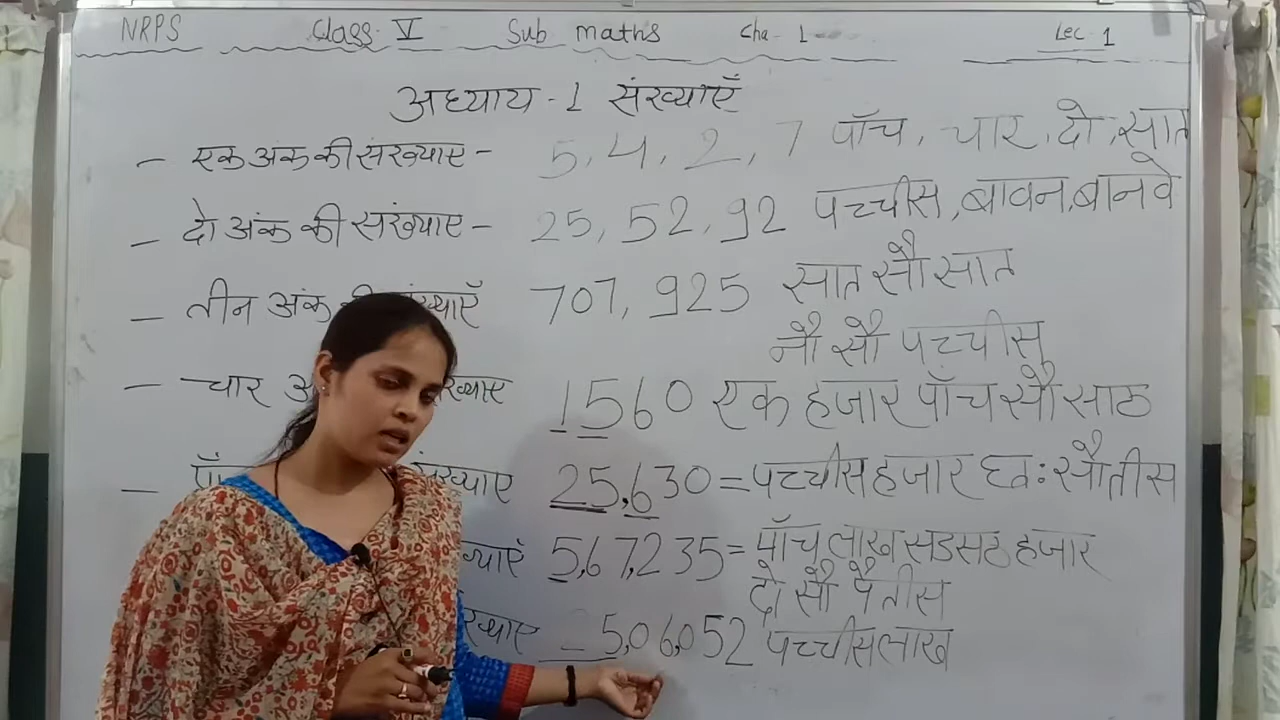 NRPS Class V Sub maths Cha - 1 Lec 1
अध्याय - 1 संख्याएँ
- एक अंक की संख्याए - 5, 4, 2, 7 पाँच, चार, दो, सात
- दो अंक की संख्याए - 25, 52, 92 पच्चीस, बावन, बानवे
- तीन अंक संख्याएँ 707, 925 सात सौ सात
नौ सौ पच्चीस
- चार 1560 एक हजार पाँच सौ साठ
- संख्याए 25,630 = पच्चीस हजार छ: सौ तीस
5,67,235 = पाँच लाख सडसठ हजार
दो सौ पैतीस
5,06,052 पच्चीस लाख